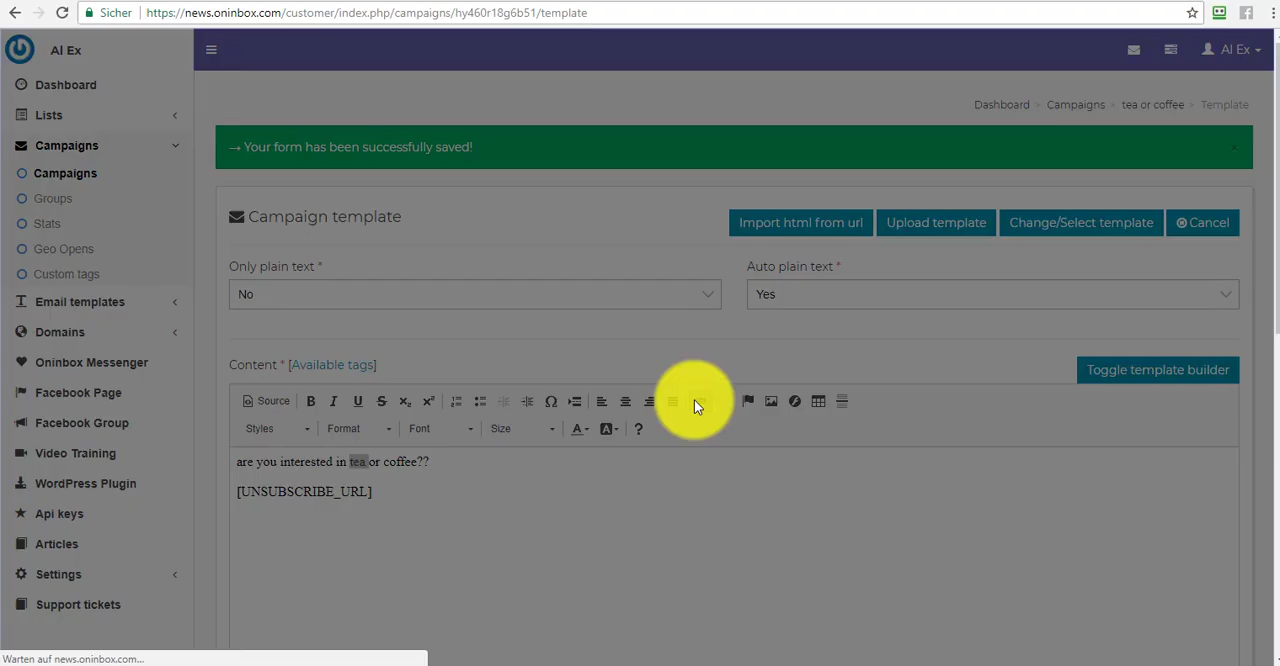 Sicher
https://news.oninbox.com/customer/index.php/campaigns/hy460r18g6b51/template
Al Ex
Al Ex
Dashboard
Lists
Campaigns
Campaigns
Groups
Stats
Geo Opens
Custom tags
Email templates
Domains
Oninbox Messenger
Facebook Page
Facebook Group
Video Training
WordPress Plugin
Api keys
Articles
Settings
Support tickets
Dashboard > Campaigns > tea or coffee > Template
→ Your form has been successfully saved! ×
Campaign template
Import html from url
Upload template
Change/Select template
Cancel
Only plain text *
Auto plain text *
No
Yes
Content * [Available tags]
Toggle template builder
Source B I U S x₂ xˣ Ω
Styles Format Font Size A A ?
are you interested in tea or coffee??
[UNSUBSCRIBE_URL]
Warten auf news.oninbox.com...